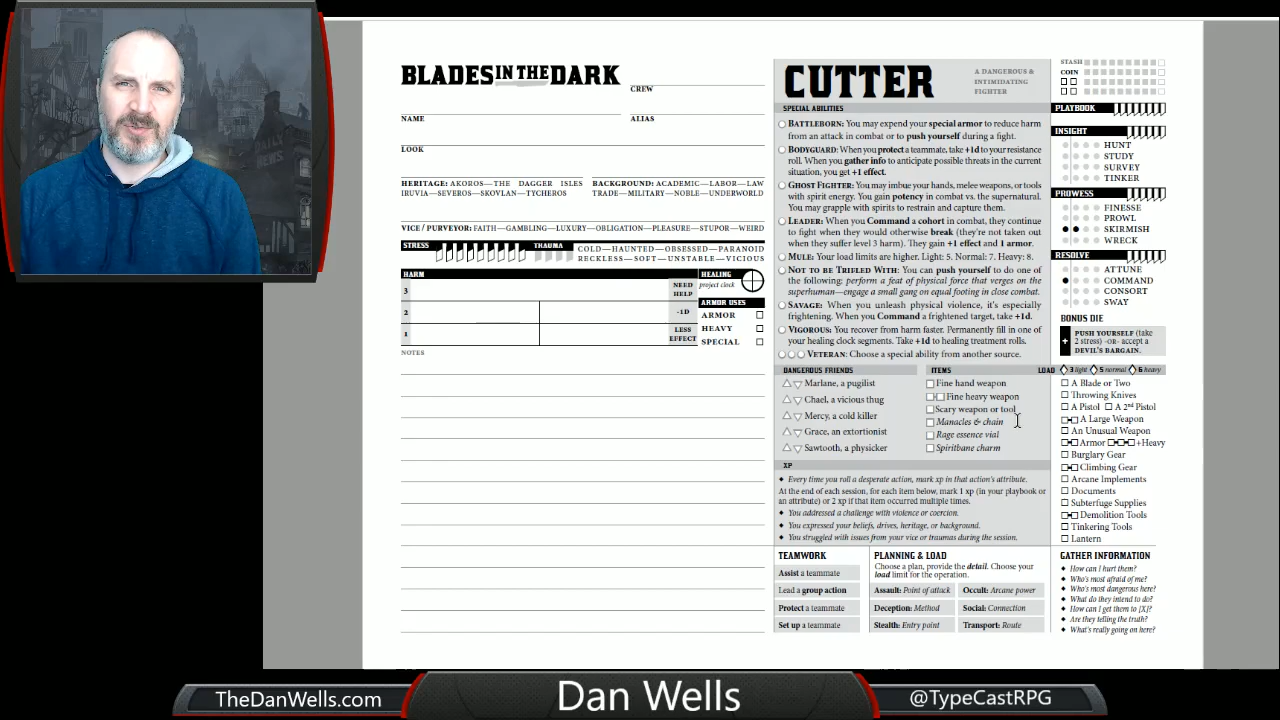 BLADES IN THE DARK
CREW
NAME
ALIAS
LOOK
HERITAGE: AKOROS—THE DAGGER ISLES
IRUVIA—SEVEROS—SKOVLAN—TYCHEROS
BACKGROUND: ACADEMIC—LABOR—LAW
TRADE—MILITARY—NOBLE—UNDERWORLD
VICE / PURVEYOR: FAITH—GAMBLING—LUXURY—OBLIGATION—PLEASURE—STUPOR—WEIRD
STRESS
TRAUMA
COLD—HAUNTED—OBSESSED—PARANOID
RECKLESS—SOFT—UNSTABLE—VICIOUS
HARM
3
NEED
HELP
2
-1D
1
LESS
EFFECT
HEALING
project clock
ARMOR USES
ARMOR
HEAVY
SPECIAL
NOTES
CUTTER
A DANGEROUS &
INTIMIDATING
FIGHTER
SPECIAL ABILITIES
BATTLEBORN: You may expend your special armor to reduce harm
from an attack in combat or to push yourself during a fight.
BODYGUARD: When you protect a teammate, take +1d to your resistance
roll. When you gather info to anticipate possible threats in the current
situation, you get +1 effect.
GHOST FIGHTER: You may imbue your hands, melee weapons, or tools
with spirit energy. You gain potency in combat vs. the supernatural.
You may grapple with spirits to restrain and capture them.
LEADER: When you Command a cohort in combat, they continue
to fight when they would otherwise break (they're not taken out
when they suffer level 3 harm). They gain +1 effect and 1 armor.
MULE: Your load limits are higher. Light: 5. Normal: 7. Heavy: 8.
NOT TO BE TRIFLED WITH: You can push yourself to do one of
the following: perform a feat of physical force that verges on the
superhuman—engage a small gang on equal footing in close combat.
SAVAGE: When you unleash physical violence, it's especially
frightening. When you Command a frightened target, take +1d.
VIGOROUS: You recover from harm faster. Permanently fill in one of
your healing clock segments. Take +1d to healing treatment rolls.
VETERAN: Choose a special ability from another source.
DANGEROUS FRIENDS
Marlane, a pugilist
Chael, a vicious thug
Mercy, a cold killer
Grace, an extortionist
Sawtooth, a physicker
ITEMS
Fine hand weapon
Fine heavy weapon
Scary weapon or tool
Manacles & chain
Rage essence vial
Spiritbane charm
XP
Every time you roll a desperate action, mark xp in that action's attribute.
At the end of each session, for each item below, mark 1 xp (in your playbook or
an attribute) or 2 xp if that item occurred multiple times.
You addressed a challenge with violence or coercion.
You expressed your beliefs, drives, heritage, or background.
You struggled with issues from your vice or traumas during the session.
TEAMWORK
Assist a teammate
Lead a group action
Protect a teammate
Set up a teammate
PLANNING & LOAD
Choose a plan, provide the detail. Choose your
load limit for the operation.
Assault: Point of attack
Occult: Arcane power
Deception: Method
Social: Connection
Stealth: Entry point
Transport: Route
STASH
COIN
PLAYBOOK
INSIGHT
HUNT
STUDY
SURVEY
TINKER
PROWESS
FINESSE
PROWL
SKIRMISH
WRECK
RESOLVE
ATTUNE
COMMAND
CONSORT
SWAY
BONUS DIE
+
PUSH YOURSELF (take
2 stress) -OR- accept a
DEVIL'S BARGAIN.
LOAD 3 light 5 normal 6 heavy
A Blade or Two
Throwing Knives
A Pistol A 2nd Pistol
A Large Weapon
An Unusual Weapon
Armor +Heavy
Burglary Gear
Climbing Gear
Arcane Implements
Documents
Subterfuge Supplies
Demolition Tools
Tinkering Tools
Lantern
GATHER INFORMATION
How can I hurt them?
Who's most afraid of me?
Who's most dangerous here?
What do they intend to do?
How can I get them to [X]?
Are they telling the truth?
What's really going on here?
TheDanWells.com
Dan Wells
@TypeCastRPG